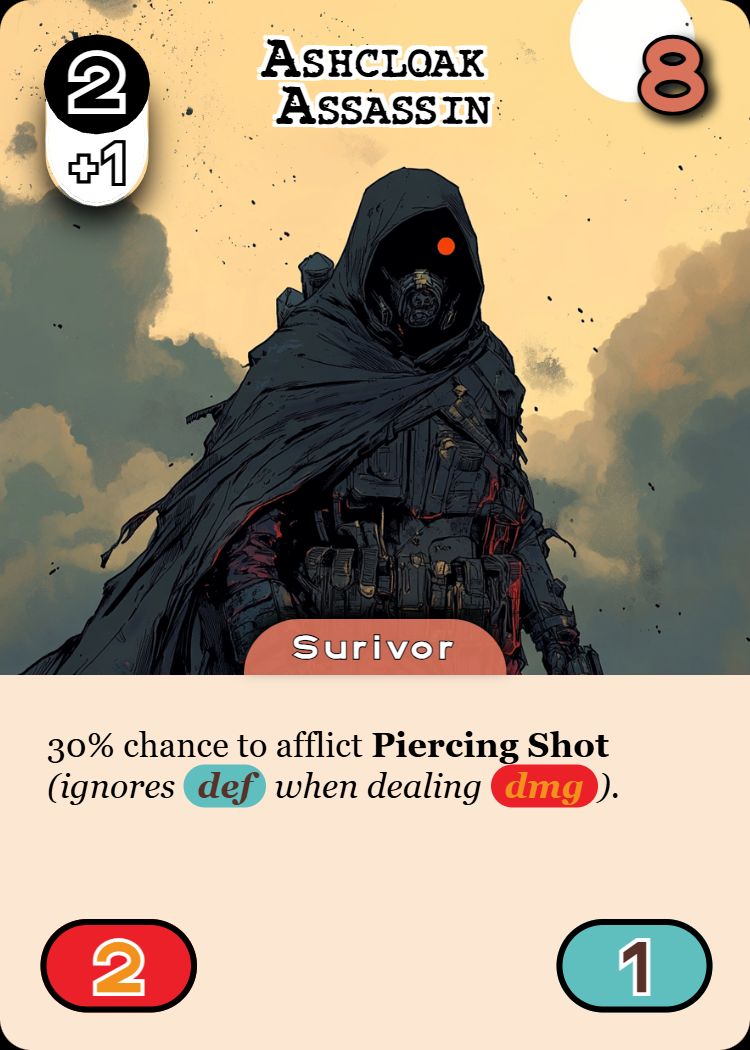 2
+1
Ashcloak
Assassin
8
Surivor
30% chance to afflict Piercing Shot
(ignores def when dealing dmg).
2
1